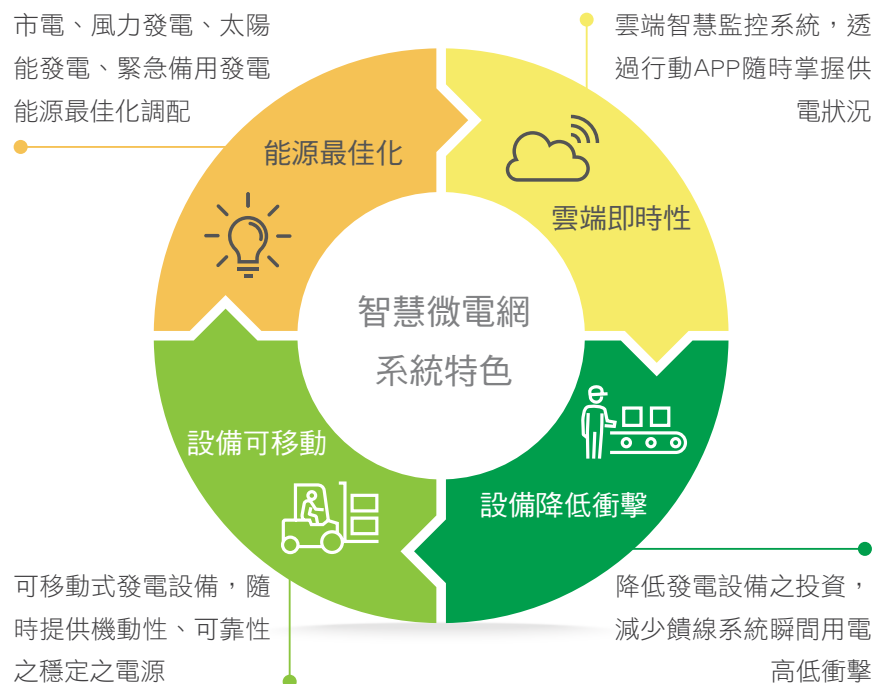 市電、風力發電、太陽
能發電、緊急備用發電
能源最佳化調配
雲端智慧監控系統，透
過行動APP隨時掌握供
電狀況
能源最佳化
雲端即時性
智慧微電網
系統特色
設備可移動
設備降低衝擊
可移動式發電設備，隨
時提供機動性、可靠性
之穩定之電源
降低發電設備之投資，
減少饋線系統瞬間用電
高低衝擊